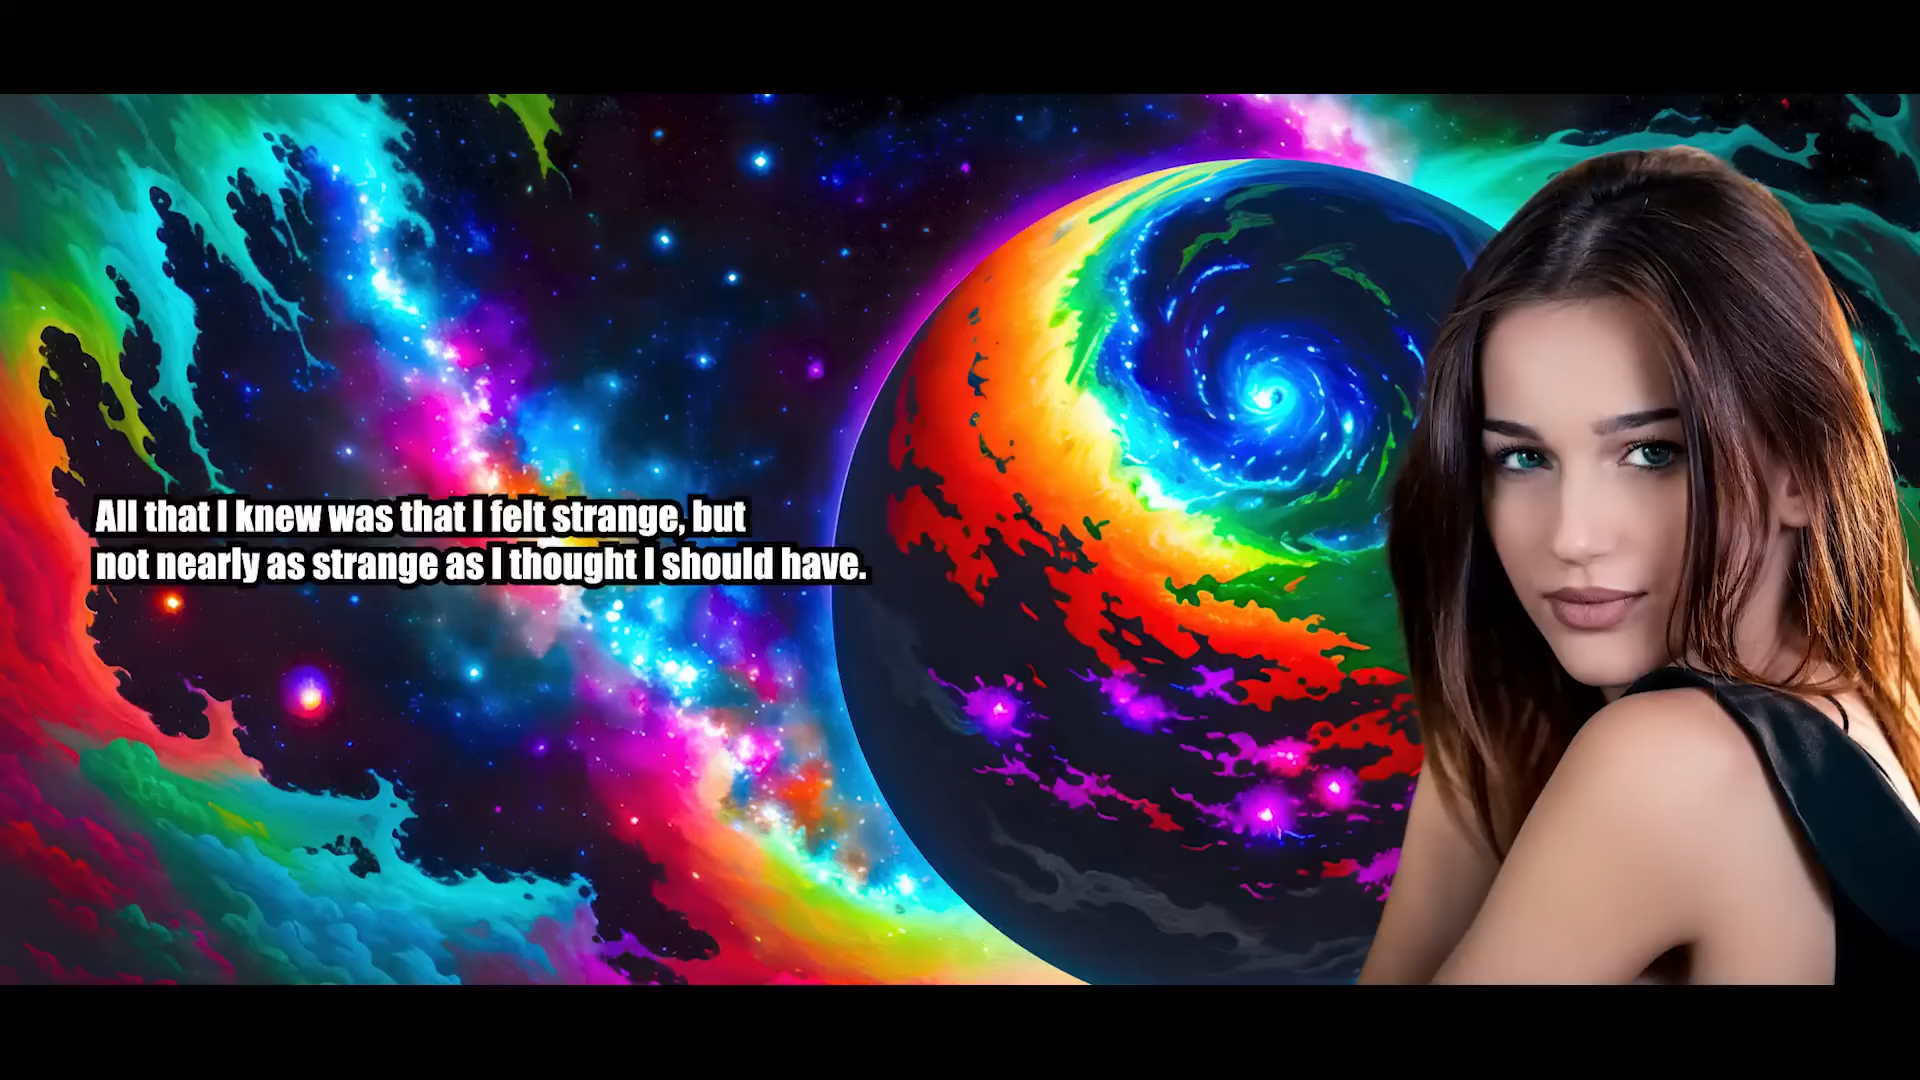 All that I knew was that I felt strange, but
not nearly as strange as I thought I should have.